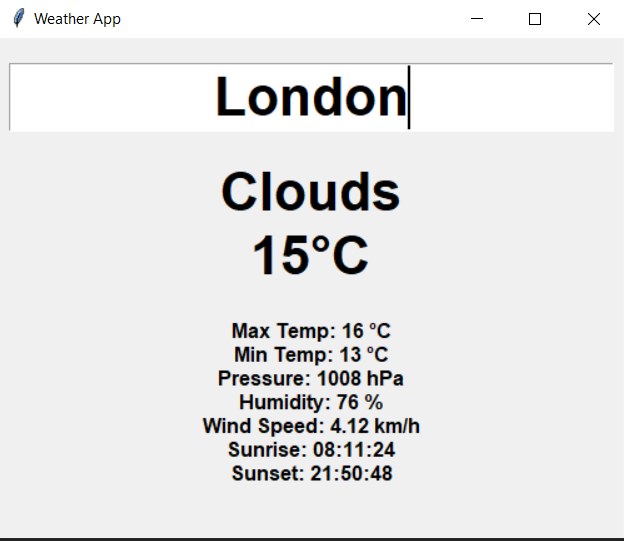 Weather App
London
Clouds
15°C
Max Temp: 16 °C
Min Temp: 13 °C
Pressure: 1008 hPa
Humidity: 76 %
Wind Speed: 4.12 km/h
Sunrise: 08:11:24
Sunset: 21:50:48